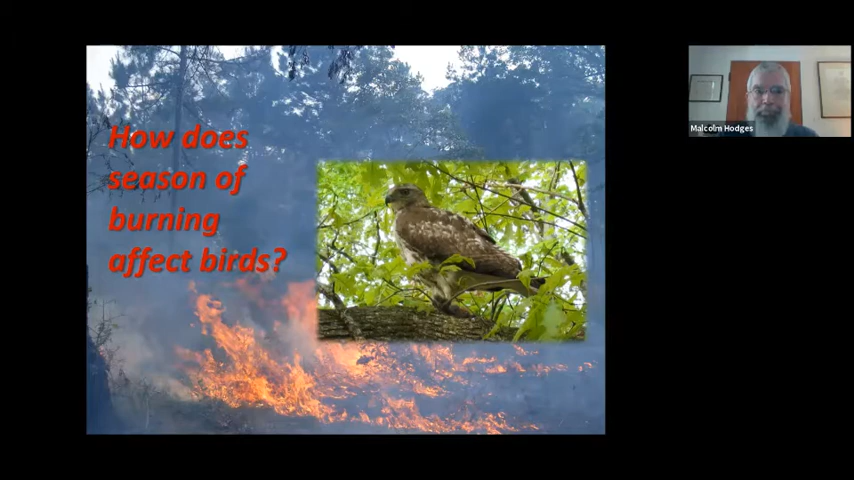 How does
season of
burning
affect birds?
Malcolm Hodges